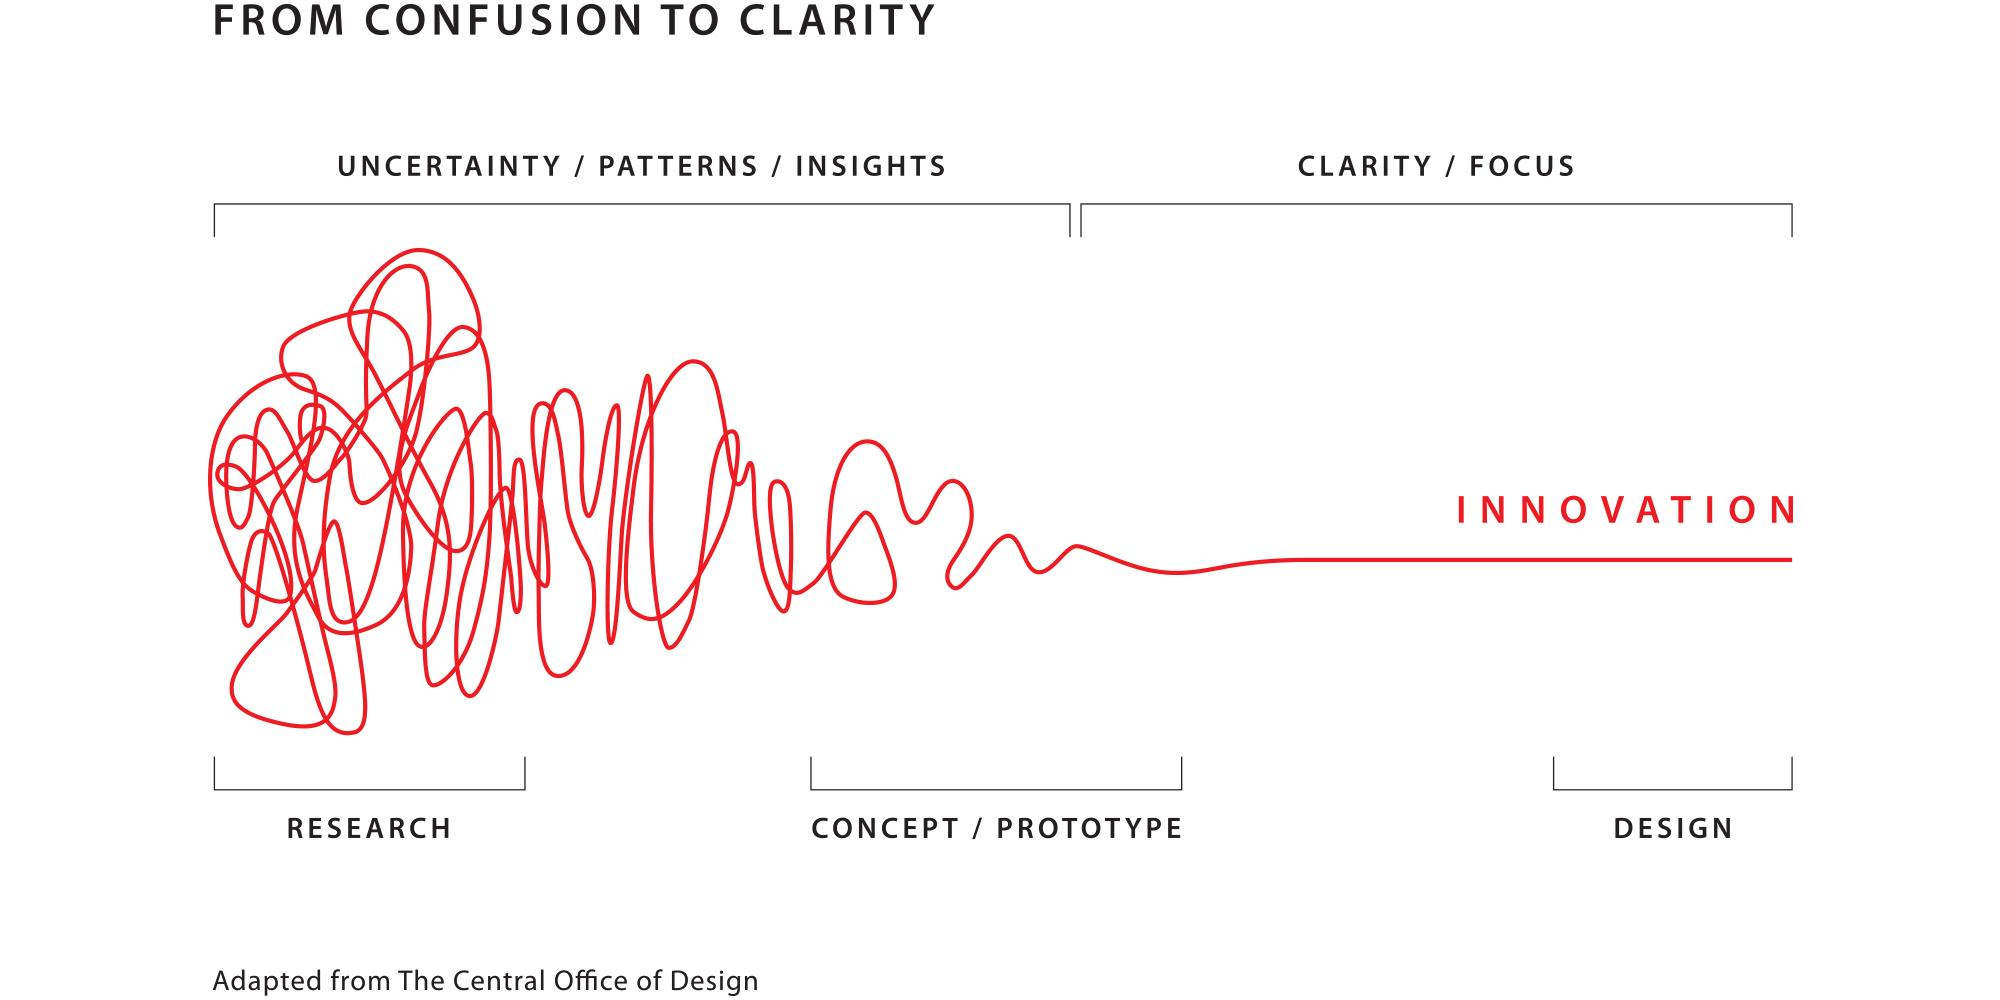 FROM CONFUSION TO CLARITY
UNCERTAINTY / PATTERNS / INSIGHTS
CLARITY / FOCUS
INNOVATION
RESEARCH
CONCEPT / PROTOTYPE
DESIGN
Adapted from The Central Office of Design